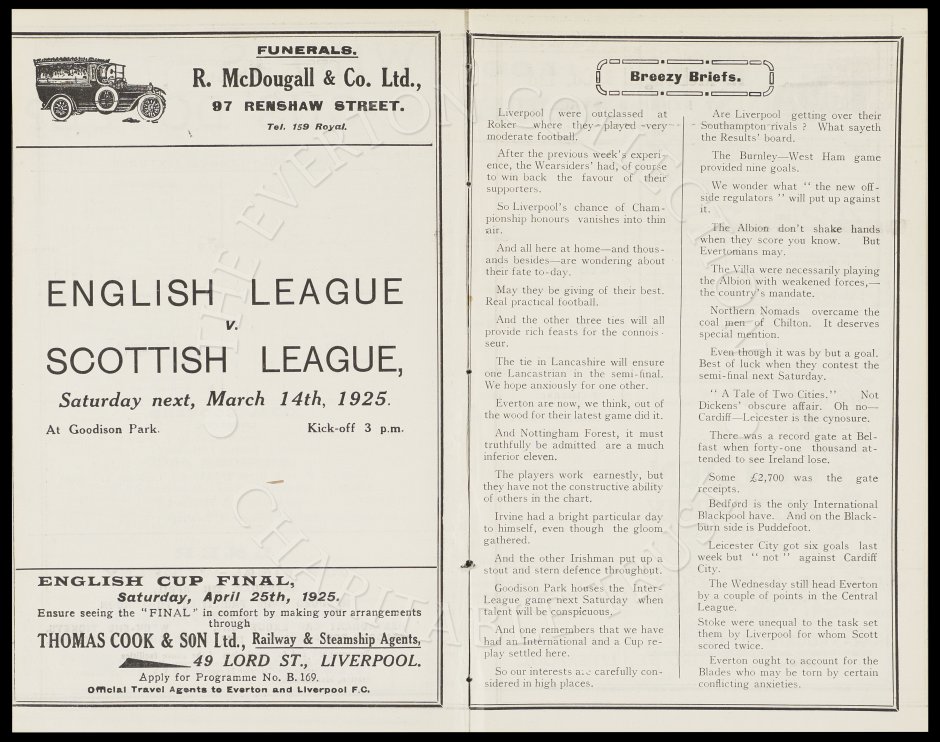 FUNERALS.
R. McDougall & Co. Ltd.,
97 RENSHAW STREET.
Tel. 159 Royal.
ENGLISH LEAGUE
v.
SCOTTISH LEAGUE,
Saturday next, March 14th, 1925.
At Goodison Park. Kick-off 3 p.m.
ENGLISH CUP FINAL,
Saturday, April 25th, 1925.
Ensure seeing the "FINAL" in comfort by making your arrangements
through
THOMAS COOK & SON Ltd., Railway & Steamship Agents,
49 LORD ST., LIVERPOOL.
Apply for Programme No. B.169.
Official Travel Agents to Everton and Liverpool F.C.
Breezy Briefs.
Liverpool were outclassed at
Roker where they played very
moderate football.
After the previous week's experi-
ence, the Wearsiders' had, of course
to win back the favour of their
supporters.
So Liverpool's chance of Cham-
pionship honours vanishes into thin
air.
And all here at home—and thous-
ands besides—are wondering about
their fate to-day.
May they be giving of their best.
Real practical football.
And the other three ties will all
provide rich feasts for the connois-
seur.
The tie in Lancashire will ensure
one Lancastrian in the semi-final.
We hope anxiously for one other.
Everton are now, we think, out of
the wood for their latest game did it.
And Nottingham Forest, it must
truthfully be admitted are a much
inferior eleven.
The players work earnestly, but
they have not the constructive ability
of others in the chart.
Irvine had a bright particular day
to himself, even though the gloom
gathered.
And the other Irishman put up a
stout and stern defence throughout.
Goodison Park houses the Inter-
League game next Saturday when
talent will be conspicuous.
And one remembers that we have
had an International and a Cup re-
play settled here.
So our interests are carefully con-
sidered in high places.
Are Liverpool getting over their
Southampton rivals ? What sayeth
the Results' board.
The Burnley—West Ham game
provided nine goals.
We wonder what " the new off-
side regulators " will put up against
it.
The Albion don't shake hands
when they score you know. But
Evertonians may.
The Villa were necessarily playing
the Albion with weakened forces,—
the country's mandate.
Northern Nomads overcame the
coal men of Chilton. It deserves
special mention.
Even though it was by but a goal.
Best of luck when they contest the
semi-final next Saturday.
" A Tale of Two Cities." Not
Dickens' obscure affair. Oh no—
Cardiff—Leicester is the cynosure.
There was a record gate at Bel-
fast when forty-one thousand at-
tended to see Ireland lose.
Some £2,700 was the gate
receipts.
Bedford is the only International
Blackpool have. And on the Black-
burn side is Puddefoot.
Leicester City got six goals last
week but " not " against Cardiff
City.
The Wednesday still head Everton
by a couple of points in the Central
League.
Stoke were unequal to the task set
them by Liverpool for whom Scott
scored twice.
Everton ought to account for the
Blades who may be torn by certain
conflicting anxieties.
THE EVERTON COLLECTION
CHARITABLE TRUST